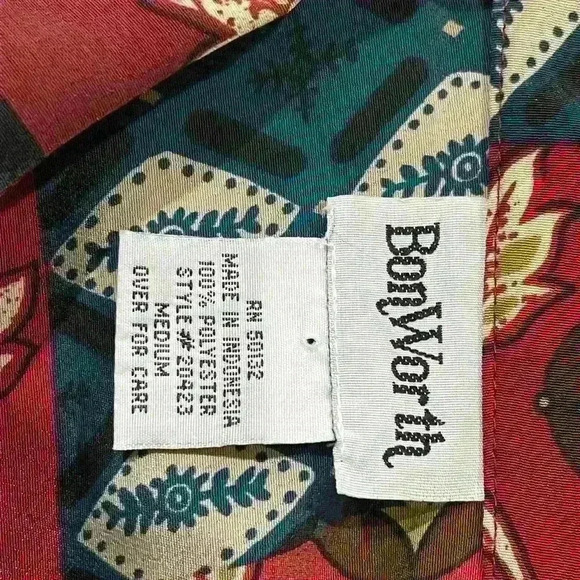 BonWorth
RN 50132
MADE IN INDONESIA
100% POLYESTER
STYLE # 20423
MEDIUM
OVER FOR CARE